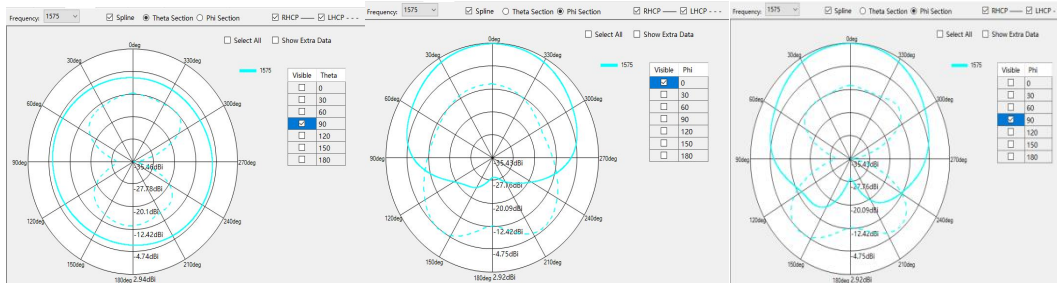 Frequency: 1575 Spline Theta Section Phi Section RHCP —— LHCP - - -
Select All Show Extra Data
0deg
30deg
330deg
1575
Visible Theta
0
30
60
90
120
150
180
60deg
300deg
90deg
270deg
-35.46dBi
-27.78dBi
-20.1dBi
-12.42dBi
-4.74dBi
120deg
240deg
150deg
210deg
180deg 2.94dBi
Frequency: 1575 Spline Theta Section Phi Section RHCP —— LHCP - - -
Select All Show Extra Data
0deg
30deg
330deg
1575
Visible Phi
0
30
60
90
120
150
180
60deg
300deg
90deg
270deg
-35.43dBi
-27.76dBi
-20.09dBi
-12.42dBi
-4.75dBi
120deg
240deg
150deg
210deg
180deg 2.92dBi
Frequency: 1575 Spline Theta Section Phi Section RHCP —— LHCP - - -
Select All Show Extra Data
0deg
30deg
330deg
1575
Visible Phi
0
30
60
90
120
150
180
60deg
300deg
90deg
270deg
-35.43dBi
-27.76dBi
-20.09dBi
-12.42dBi
-4.75dBi
120deg
240deg
150deg
210deg
180deg 2.92dBi